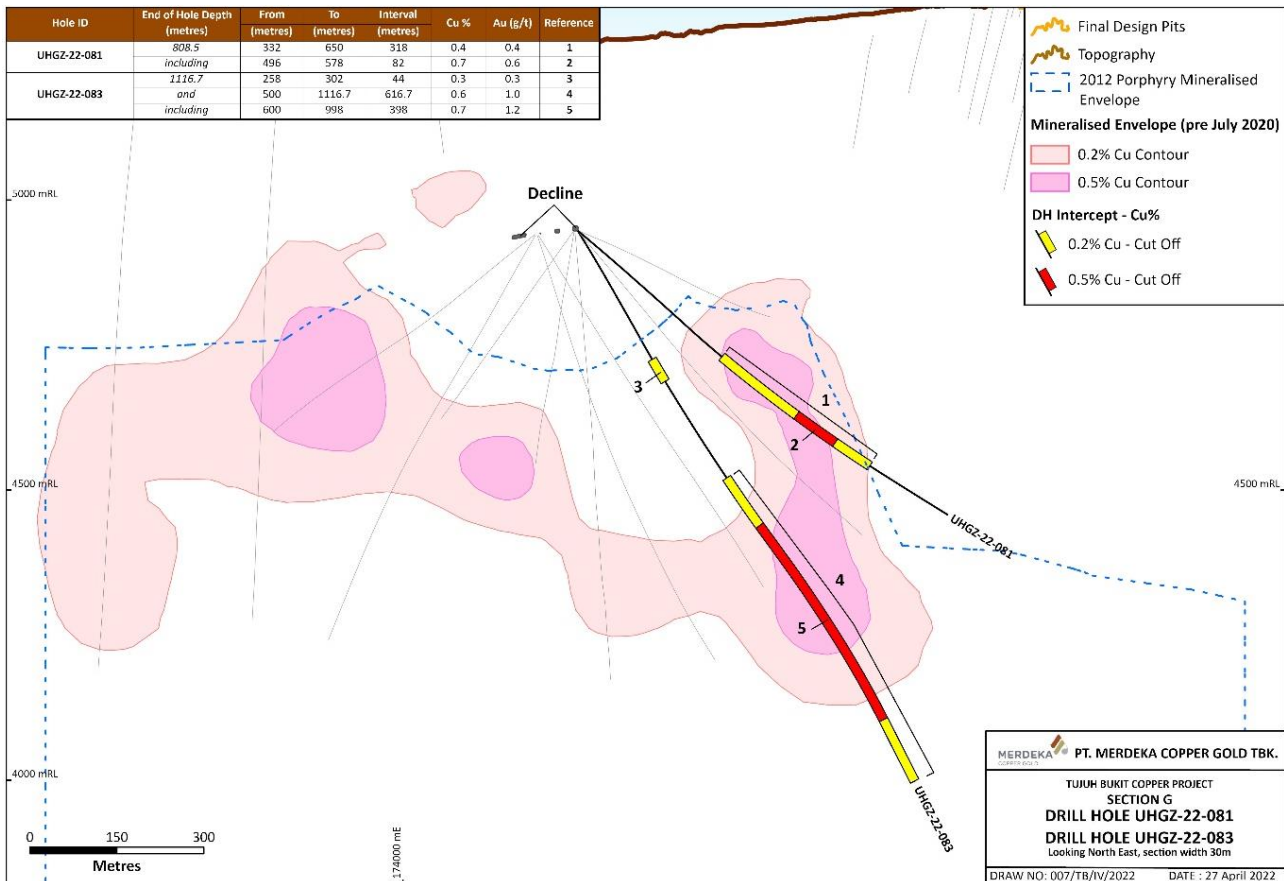 Hole ID End of Hole Depth (metres) From (metres) To (metres) Interval (metres) Cu % Au (g/t) Reference
UHGZ-22-081 808.5 332 650 318 0.4 0.4 1
including 496 578 82 0.7 0.6 2
UHGZ-22-083 1116.7 258 302 44 0.3 0.3 3
and 500 1116.7 616.7 0.6 1.0 4
including 600 998 398 0.7 1.2 5
Final Design Pits
Topography
2012 Porphyry Mineralised
Envelope
Mineralised Envelope (pre July 2020)
0.2% Cu Contour
0.5% Cu Contour
DH Intercept - Cu%
0.2% Cu - Cut Off
0.5% Cu - Cut Off
5000 mRL
Decline
3
1
2
4500 mRL
4500 mRL
UHGZ-22-081
4
5
4000 mRL
UHGZ-22-083
0 150 300
Metres
174000 mE
MERDEKA
COPPER GOLD
PT. MERDEKA COPPER GOLD TBK.
TUJUH BUKIT COPPER PROJECT
SECTION G
DRILL HOLE UHGZ-22-081
DRILL HOLE UHGZ-22-083
Looking North East, section width 30m
DRAW NO: 007/TB/IV/2022 DATE : 27 April 2022